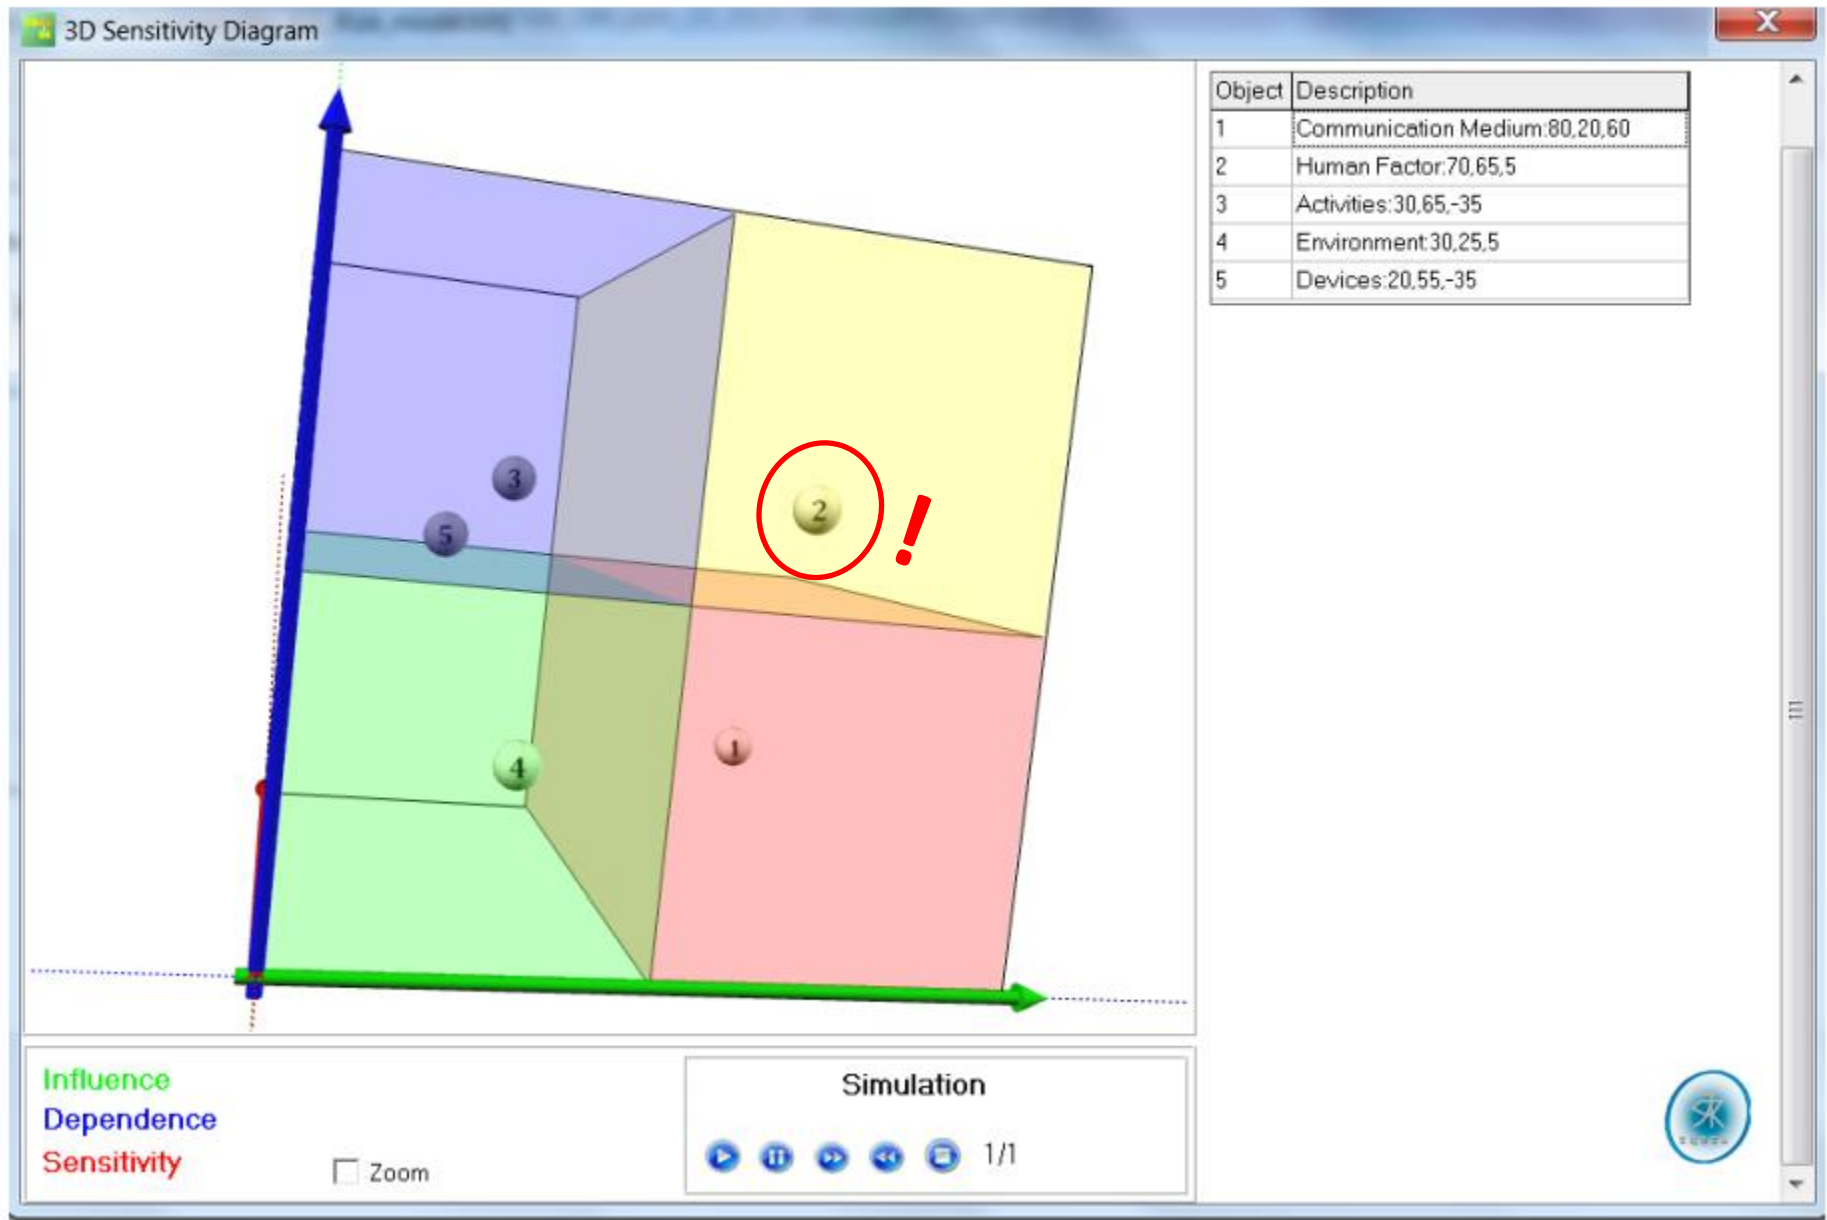 3D Sensitivity Diagram
Object Description
1 Communication Medium:80,20,60
2 Human Factor:70,65,5
3 Activities:30,65,-35
4 Environment:30,25,5
5 Devices:20,55,-35
3
2
!
5
1
4
Influence
Dependence
Sensitivity
Zoom
Simulation
1/1